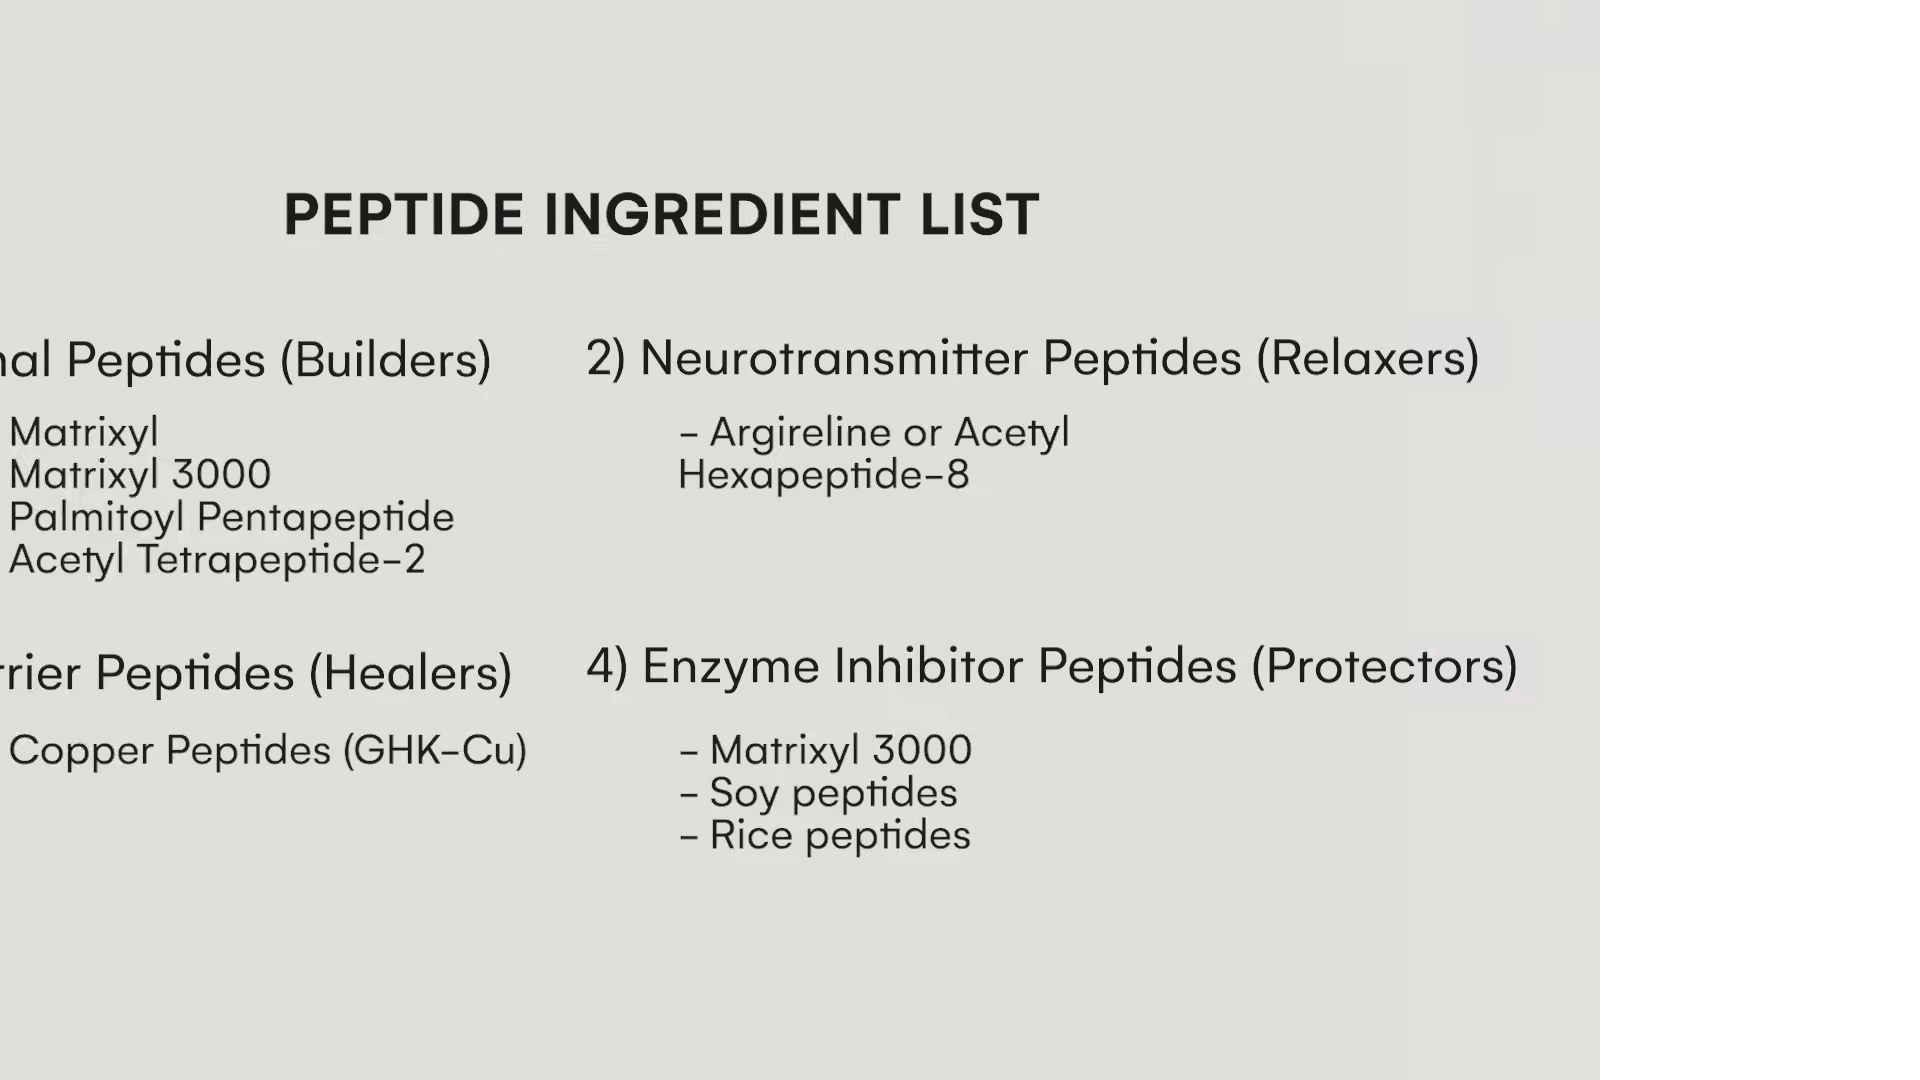 PEPTIDE INGREDIENT LIST
Peptides (Builders)
Matrixyl
Matrixyl 3000
Palmitoyl Pentapeptide
Acetyl Tetrapeptide-2
2) Neurotransmitter Peptides (Relaxers)
- Argireline or Acetyl
Hexapeptide-8
Peptides (Healers)
Copper Peptides (GHK-Cu)
4) Enzyme Inhibitor Peptides (Protectors)
- Matrixyl 3000
- Soy peptides
- Rice peptides